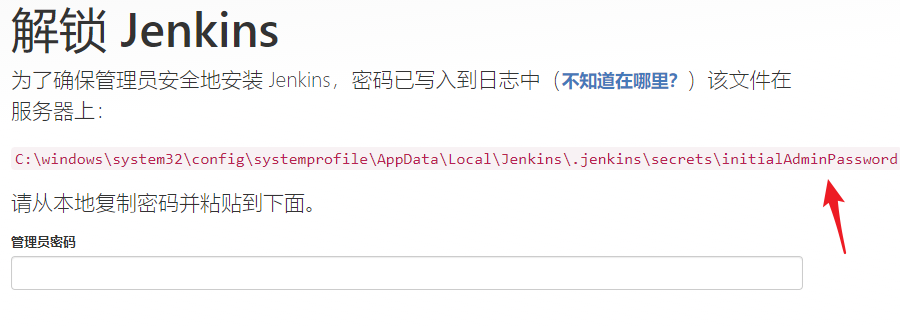 解锁 Jenkins
为了确保管理员安全地安装 Jenkins，密码已写入到日志中（不知道在哪里？）该文件在
服务器上：
C:\windows\system32\config\systemprofile\AppData\Local\Jenkins\.jenkins\secrets\initialAdminPassword
请从本地复制密码并粘贴到下面。
管理员密码